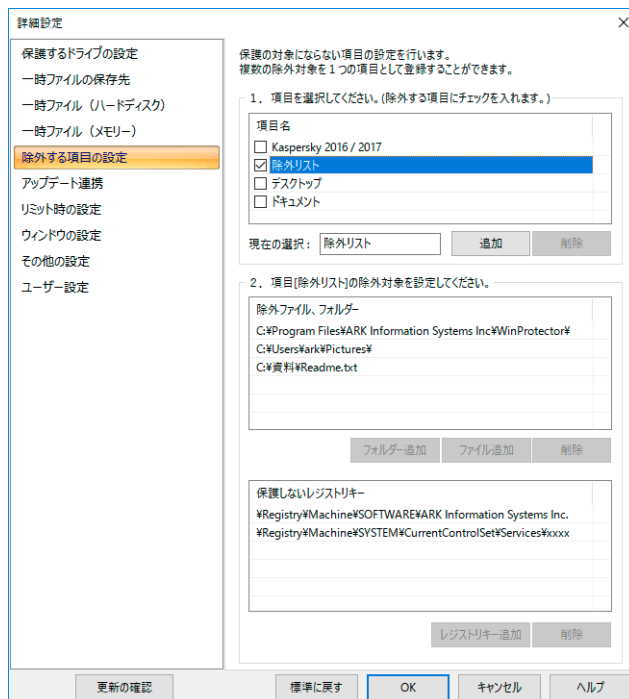 詳細設定
保護するドライブの設定
一時ファイルの保存先
一時ファイル（ハードディスク）
一時ファイル（メモリー）
除外する項目の設定
アップデート連携
リミット時の設定
ウィンドウの設定
その他の設定
ユーザー設定
保護の対象にならない項目の設定を行います。
複数の除外対象を１つの項目として登録することができます。
１．項目を選択してください。(除外する項目にチェックを入れます。)
項目名
Kaspersky 2016 / 2017
除外リスト
デスクトップ
ドキュメント
現在の選択： 除外リスト 追加 削除
２．項目[除外リスト]の除外対象を設定してください。
除外ファイル、フォルダー
C:¥Program Files¥ARK Information Systems Inc¥WinProtector¥
C:¥Users¥ark¥Pictures¥
C:¥資料¥Readme.txt
フォルダー追加 ファイル追加 削除
保護しないレジストリキー
¥Registry¥Machine¥SOFTWARE¥ARK Information Systems Inc.
¥Registry¥Machine¥SYSTEM¥CurrentControlSet¥Services¥xxxx
レジストリキー追加 削除
更新の確認 標準に戻す OK キャンセル ヘルプ